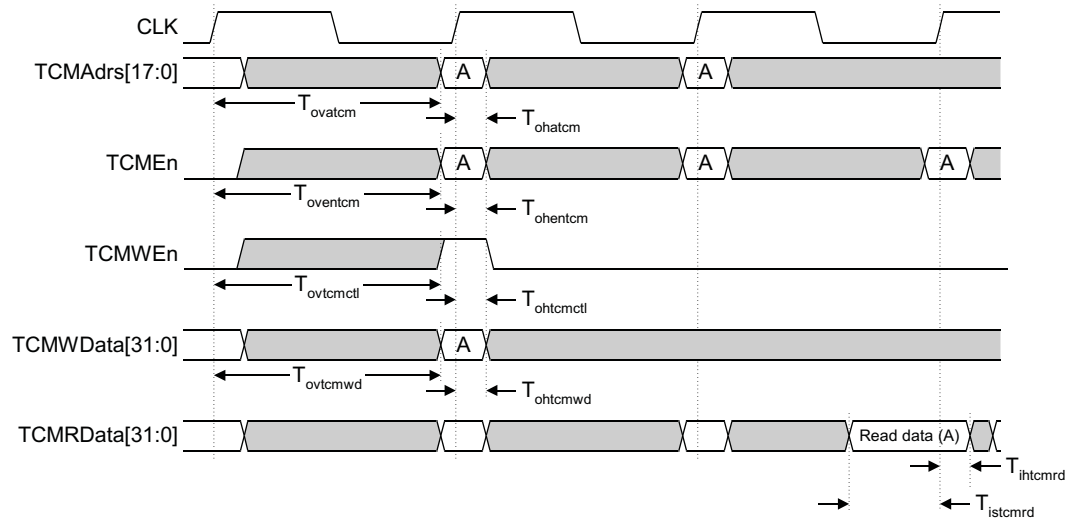 CLK
TCMAdrs[17:0] A A
Tovatcm
Tohatcm
TCMEn A A A
Toventcm
Tohentcm
TCMWEn
Tovtcmctl
Tohtcmctl
TCMWData[31:0] A
Tovtcmwd
Tohtcmwd
TCMRData[31:0] Read data (A)
Tihtcmrd
Tistcmrd